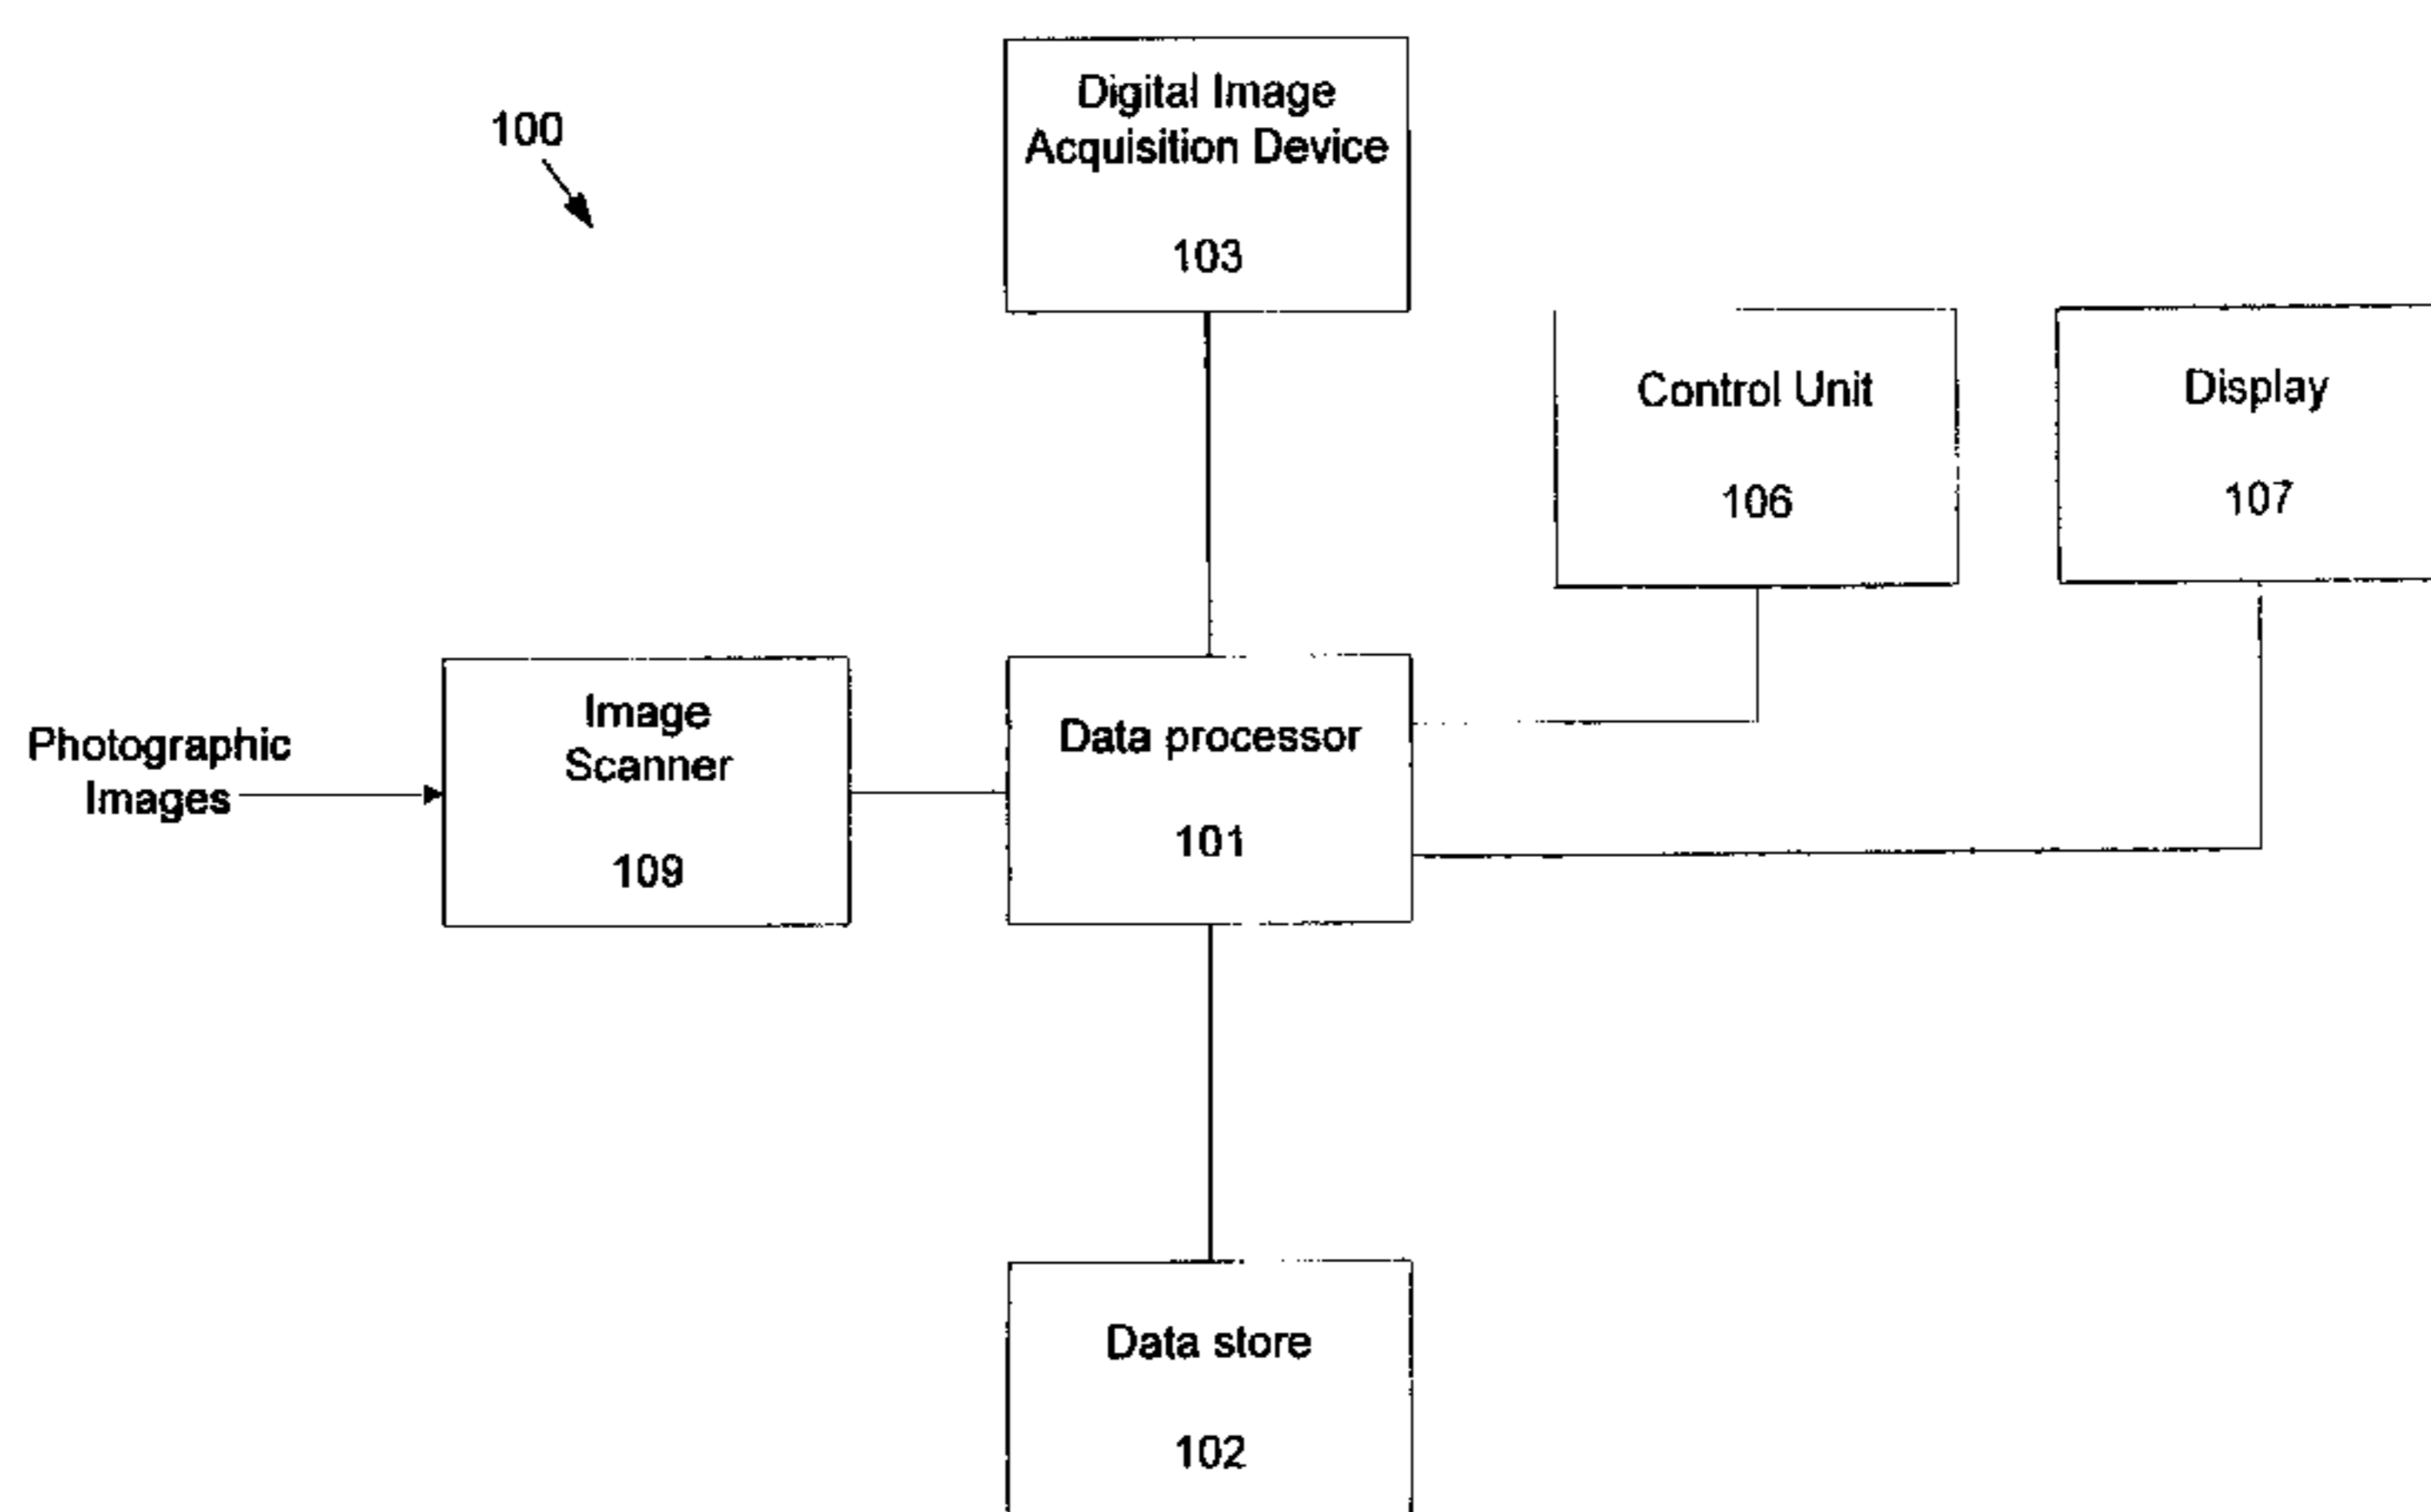 100
Digital Image
Acquisition Device
103
Control Unit
106
Display
107
Photographic
Images
Image
Scanner
109
Data processor
101
Data store
102